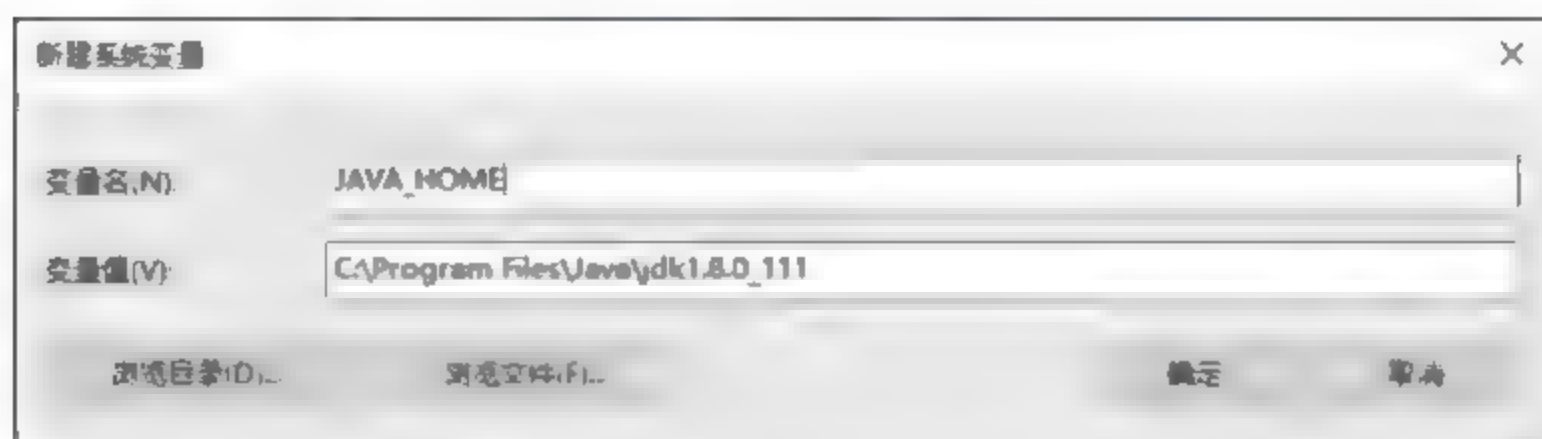 新建系统变量
变量名(N):
JAVA_HOME
变量值(V):
C:\Program Files\Java\jdk1.8.0_111
浏览目录(D)...
浏览文件(F)...
确定
取消